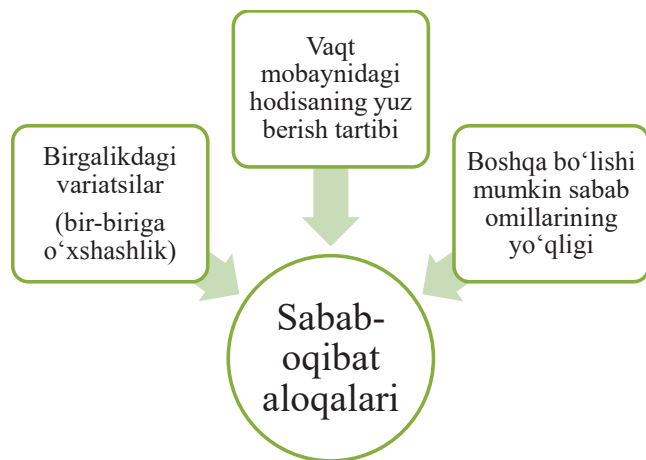 Birgalikdagi
variatsilar
(bir-biriga
o‘xshashlik)
Vaqt
mobaynidagi
hodisaning yuz
berish tartibi
Boshqa bo‘lishi
mumkin sabab
omillarining
yo‘qligi
Sabab-
oqibat
aloqalari